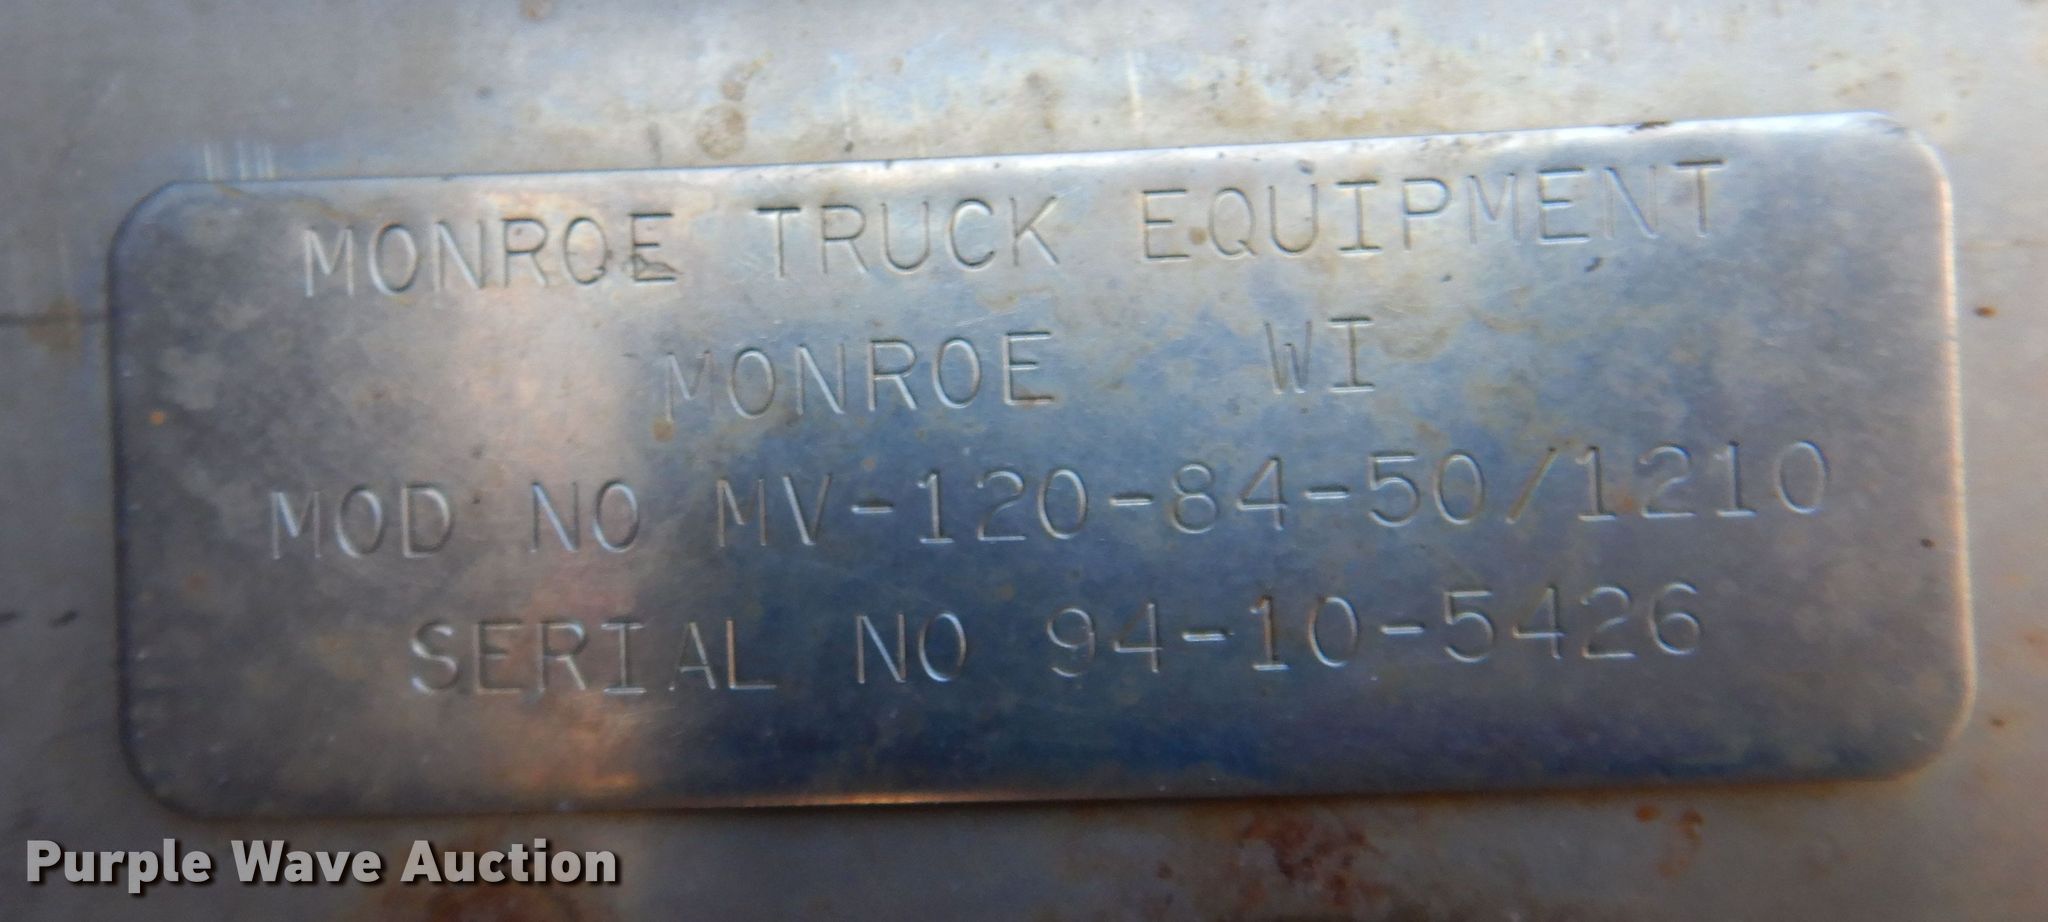 MONROE TRUCK EQUIPMENT
MONROE WI
MOD NO MV-120-84-50/1210
SERIAL NO 94-10-5426
Purple Wave Auction